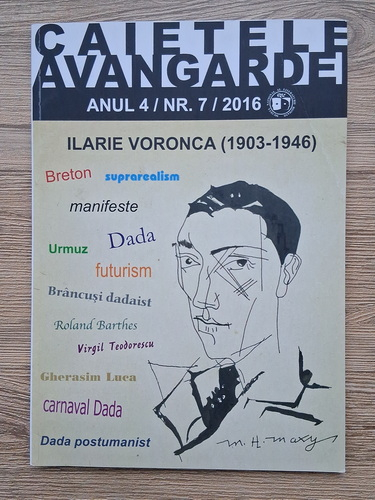 CAIETELE
AVANGARDEI
ANUL 4 / NR. 7 / 2016
ILARIE VORONCA (1903-1946)
Breton
suprarealism
manifeste
Urmuz
Dada
futurism
Brâncuși dadaist
Roland Barthes
Virgil Teodorescu
Gherasim Luca
carnaval Dada
Dada postumanist
M. H. Maxy